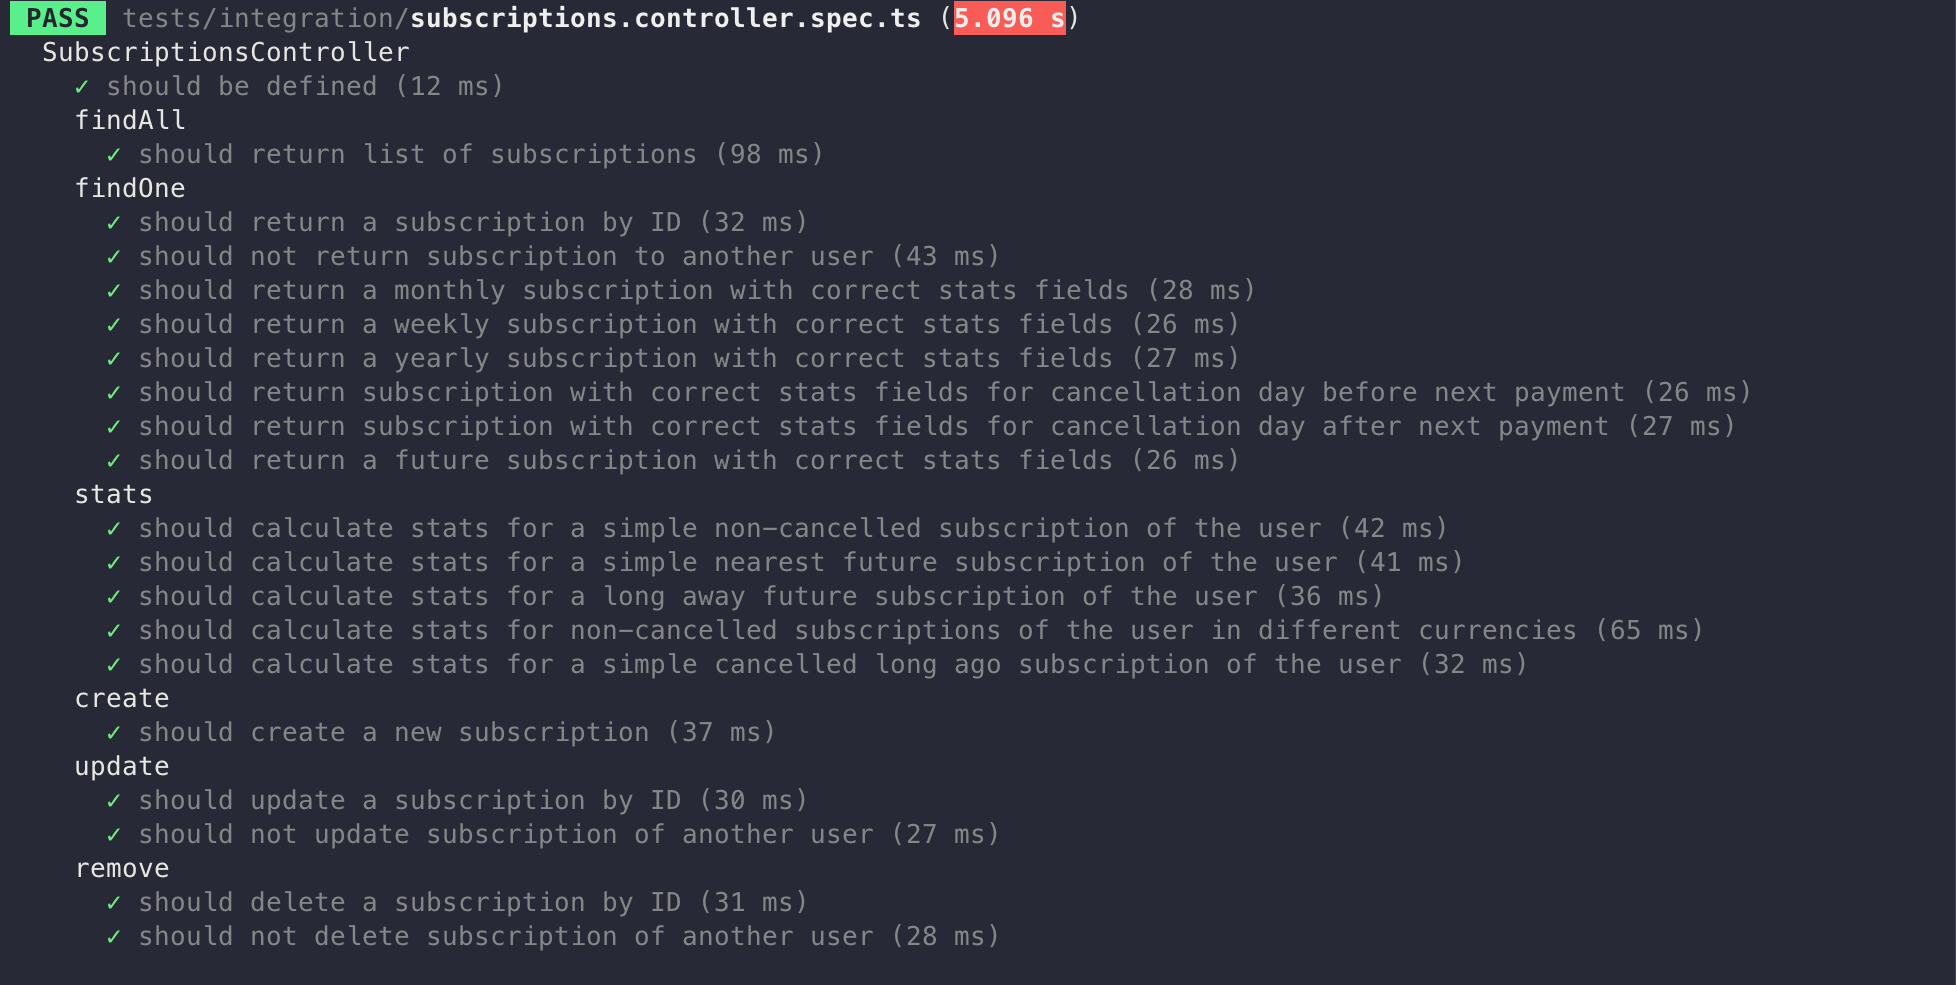 PASS tests/integration/subscriptions.controller.spec.ts (5.096 s)
SubscriptionsController
✓ should be defined (12 ms)
findAll
✓ should return list of subscriptions (98 ms)
findOne
✓ should return a subscription by ID (32 ms)
✓ should not return subscription to another user (43 ms)
✓ should return a monthly subscription with correct stats fields (28 ms)
✓ should return a weekly subscription with correct stats fields (26 ms)
✓ should return a yearly subscription with correct stats fields (27 ms)
✓ should return subscription with correct stats fields for cancellation day before next payment (26 ms)
✓ should return subscription with correct stats fields for cancellation day after next payment (27 ms)
✓ should return a future subscription with correct stats fields (26 ms)
stats
✓ should calculate stats for a simple non-cancelled subscription of the user (42 ms)
✓ should calculate stats for a simple nearest future subscription of the user (41 ms)
✓ should calculate stats for a long away future subscription of the user (36 ms)
✓ should calculate stats for non-cancelled subscriptions of the user in different currencies (65 ms)
✓ should calculate stats for a simple cancelled long ago subscription of the user (32 ms)
create
✓ should create a new subscription (37 ms)
update
✓ should update a subscription by ID (30 ms)
✓ should not update subscription of another user (27 ms)
remove
✓ should delete a subscription by ID (31 ms)
✓ should not delete subscription of another user (28 ms)